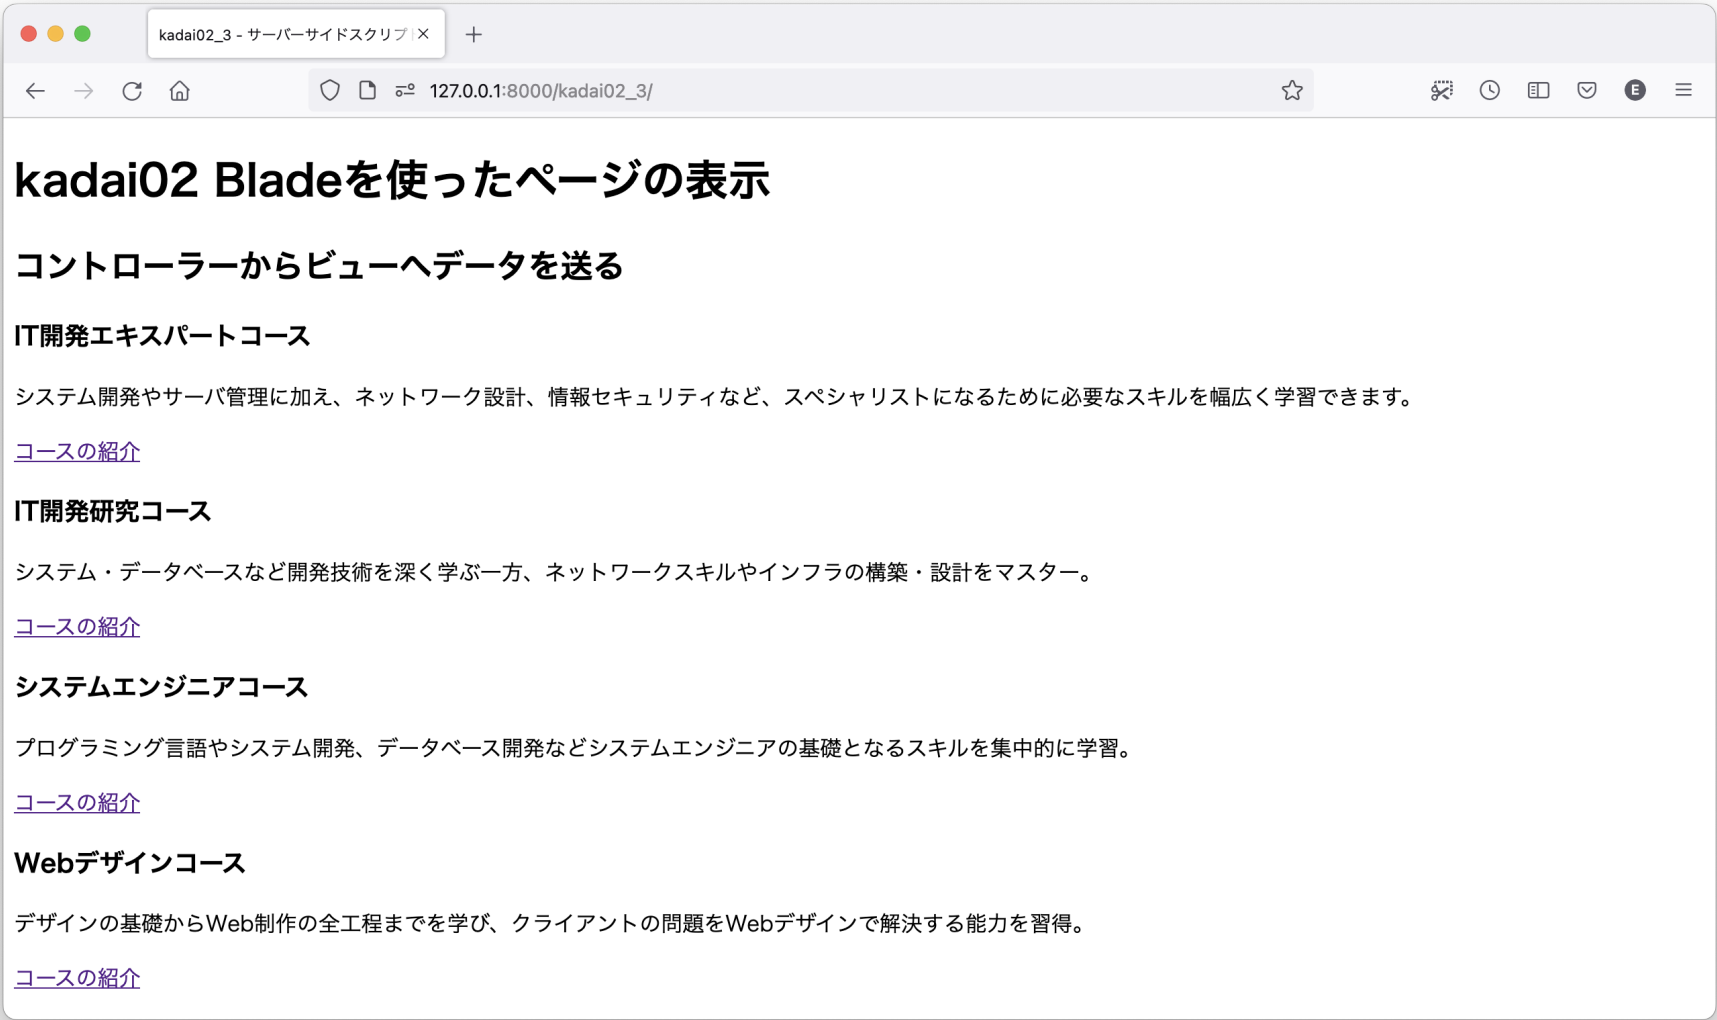 kadai02_3 - サーバーサイドスクリプ
127.0.0.1:8000/kadai02_3/
E
kadai02 Bladeを使ったページの表示
コントローラーからビューへデータを送る
IT開発エキスパートコース
システム開発やサーバ管理に加え、ネットワーク設計、情報セキュリティなど、スペシャリストになるために必要なスキルを幅広く学習できます。
コースの紹介
IT開発研究コース
システム・データベースなど開発技術を深く学ぶ一方、ネットワークスキルやインフラの構築・設計をマスター。
コースの紹介
システムエンジニアコース
プログラミング言語やシステム開発、データベース開発などシステムエンジニアの基礎となるスキルを集中的に学習。
コースの紹介
Webデザインコース
デザインの基礎からWeb制作の全工程までを学び、クライアントの問題をWebデザインで解決する能力を習得。
コースの紹介